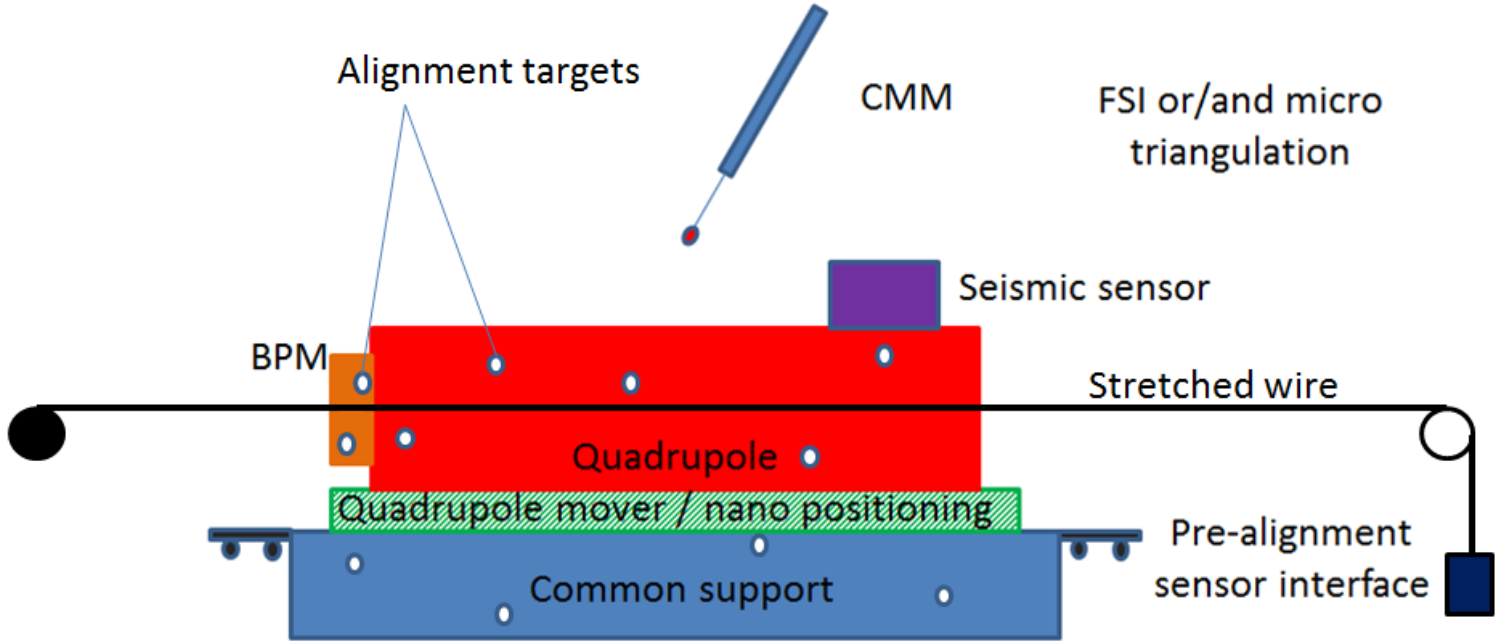 Alignment targets
CMM
FSI or/and micro
triangulation
Seismic sensor
BPM
Stretched wire
Quadrupole
Quadrupole mover / nano positioning
Pre-alignment
sensor interface
Common support